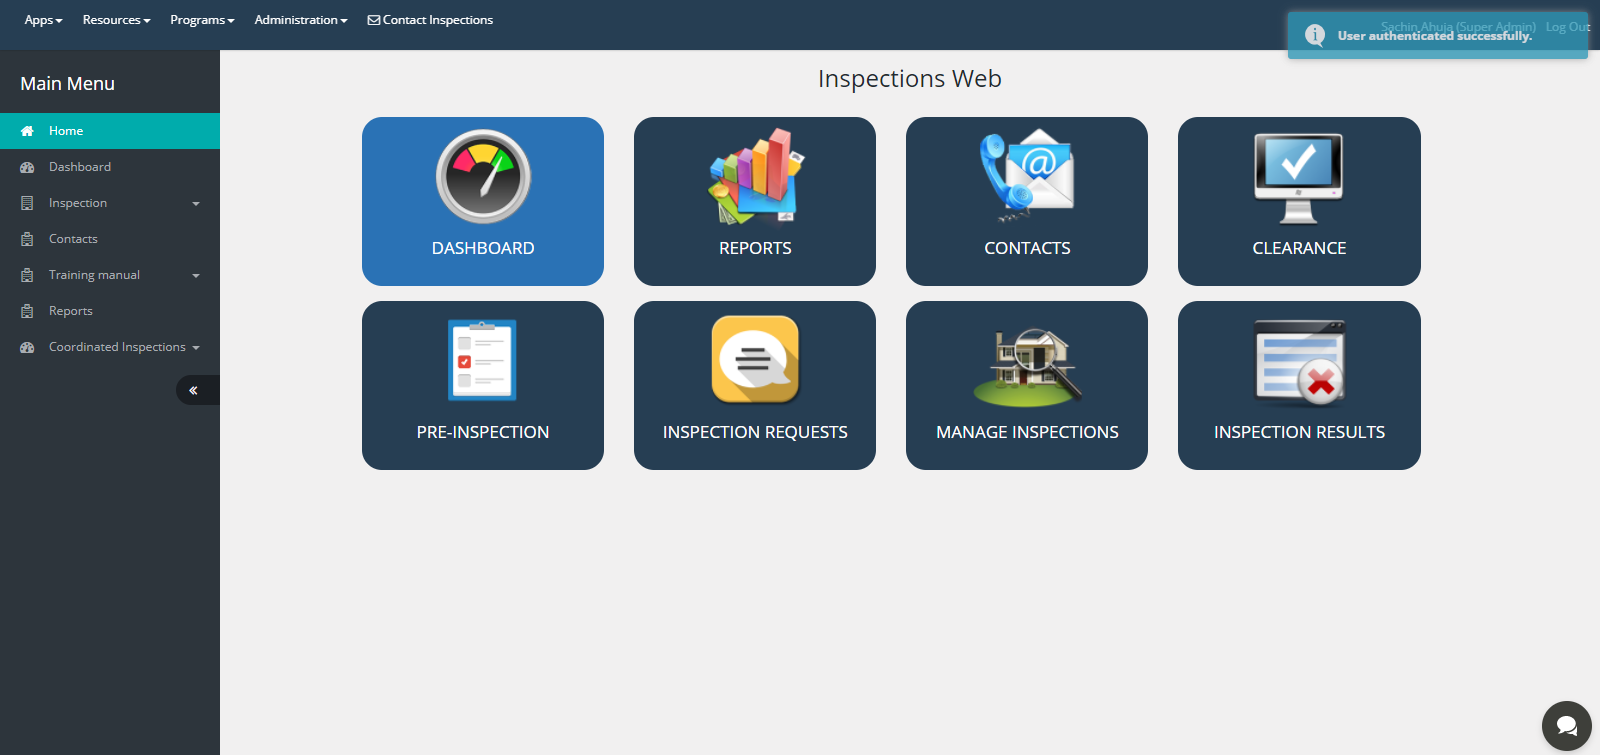 Apps Resources Programs Administration Contact Inspections
Sachin Ahuja (Super Admin) Log Out
User authenticated successfully.
Main Menu
Home
Dashboard
Inspection
Contacts
Training manual
Reports
Coordinated Inspections
Inspections Web
DASHBOARD REPORTS CONTACTS CLEARANCE
PRE-INSPECTION INSPECTION REQUESTS MANAGE INSPECTIONS INSPECTION RESULTS